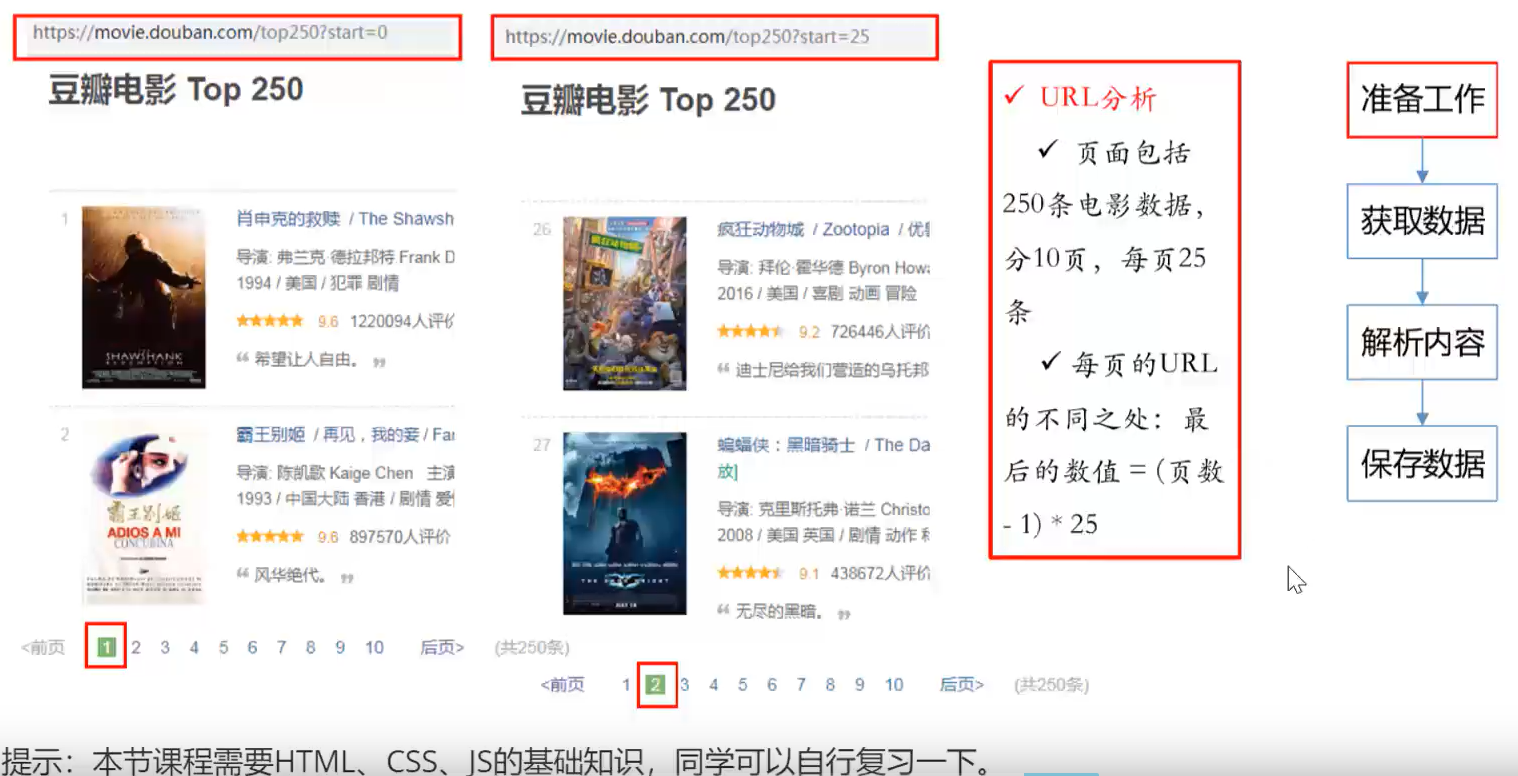 https://movie.douban.com/top250?start=0
豆瓣电影 Top 250
1
肖申克的救赎 / The Shawsh
导演: 弗兰克·德拉邦特 Frank D
1994 / 美国 / 犯罪 剧情
9.6 1220094人评价
“ 希望让人自由。 ”
SHAWSHANK
REDEMPTION
2
霸王别姬 / 再见，我的妾 / Far
导演: 陈凯歌 Kaige Chen 主演
1993 / 中国大陆 香港 / 剧情 爱情
9.6 897570人评价
“ 风华绝代。 ”
霸王别姬
ADIOS A MI
CONCUBINA
<前页 1 2 3 4 5 6 7 8 9 10 后页> (共250条)
https://movie.douban.com/top250?start=25
豆瓣电影 Top 250
26
疯狂动物城 / Zootopia / 优兽
导演: 拜伦·霍华德 Byron Howa
2016 / 美国 / 喜剧 动画 冒险
9.2 726446人评价
“ 迪士尼给我们营造的乌托邦
疯狂动物城
27
蝙蝠侠：黑暗骑士 / The Da
放]
导演: 克里斯托弗·诺兰 Christo
2008 / 美国 英国 / 剧情 动作 科
9.1 438672人评价
“ 无尽的黑暗。 ”
<前页 1 2 3 4 5 6 7 8 9 10 后页> (共250条)
✓ URL分析
✓ 页面包括
250条电影数据，
分10页，每页25
条
✓ 每页的URL
的不同之处：最
后的数值 = (页数
- 1) * 25
准备工作
获取数据
解析内容
保存数据
提示：本节课程需要HTML、CSS、JS的基础知识，同学可以自行复习一下。